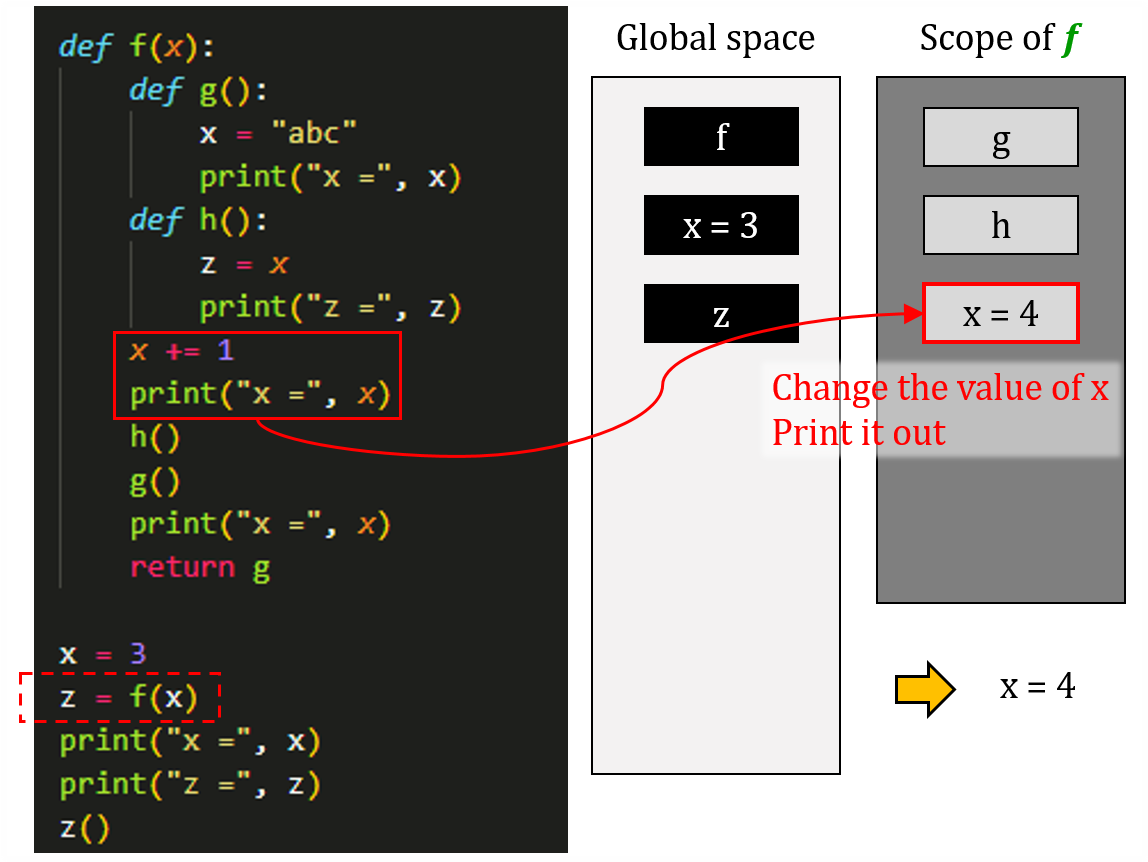 def f(x):
    def g():
        x = "abc"
        print("x =", x)
    def h():
        z = x
        print("z =", z)
    x += 1
    print("x =", x)
    h()
    g()
    print("x =", x)
    return g
x = 3
z = f(x)
print("x =", x)
print("z =", z)
z()
Global space
f
x = 3
z
Scope of f
g
h
x = 4
Change the value of x
Print it out
x = 4